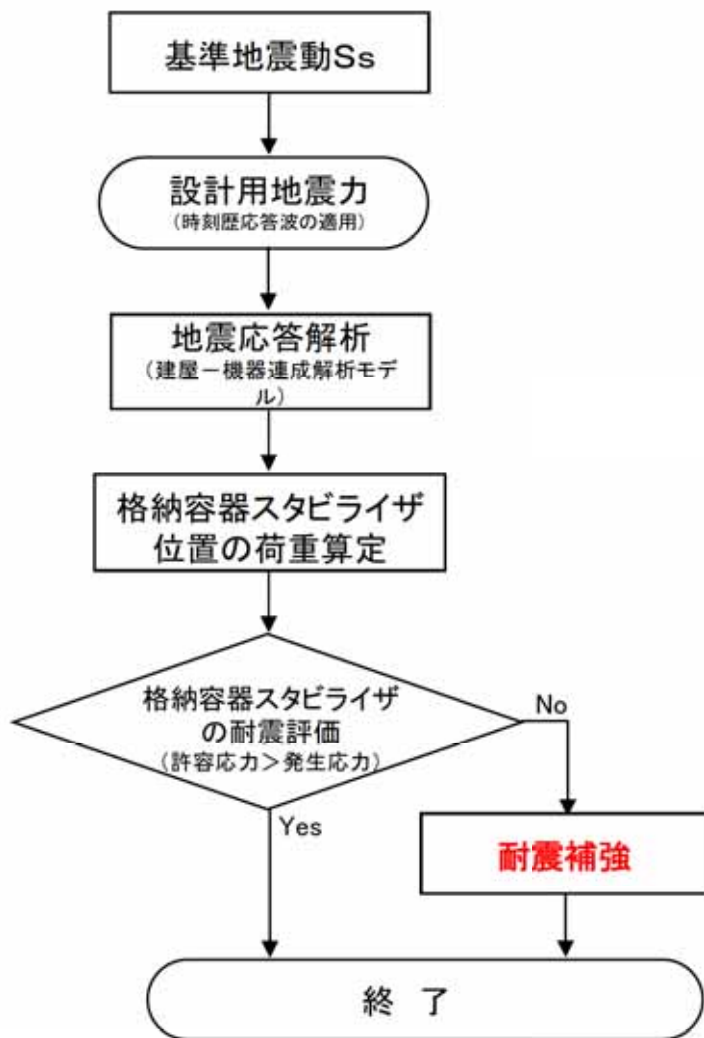 基準地震動Ss
設計用地震力
（時刻歴応答波の適用）
地震応答解析
（建屋－機器連成解析モデ
ル）
格納容器スタビライザ
位置の荷重算定
格納容器スタビライザ
の耐震評価
（許容応力＞発生応力）
No
Yes
耐震補強
終 了